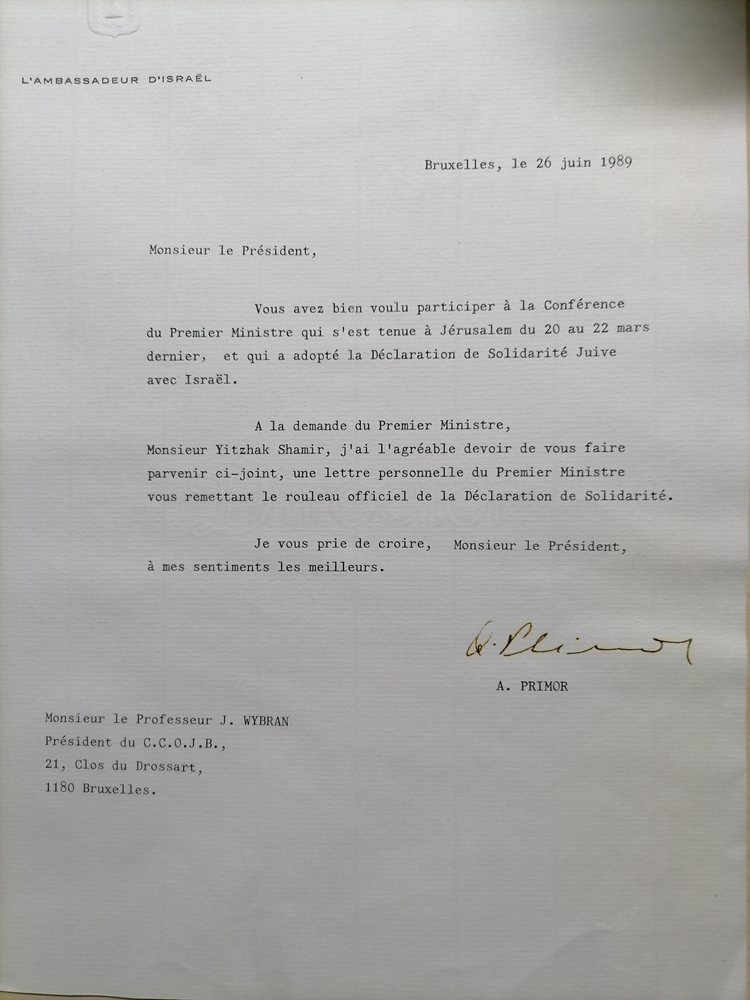 L'AMBASSADEUR D'ISRAËL
Bruxelles, le 26 juin 1989
Monsieur le Président,
Vous avez bien voulu participer à la Conférence
du Premier Ministre qui s'est tenue à Jérusalem du 20 au 22 mars
dernier, et qui a adopté la Déclaration de Solidarité Juive
avec Israël.
A la demande du Premier Ministre,
Monsieur Yitzhak Shamir, j'ai l'agréable devoir de vous faire
parvenir ci-joint, une lettre personnelle du Premier Ministre
vous remettant le rouleau officiel de la Déclaration de Solidarité.
Je vous prie de croire, Monsieur le Président,
à mes sentiments les meilleurs.
A. Primor
A. PRIMOR
Monsieur le Professeur J. WYBRAN
Président du C.C.O.J.B.,
21, Clos du Drossart,
1180 Bruxelles.